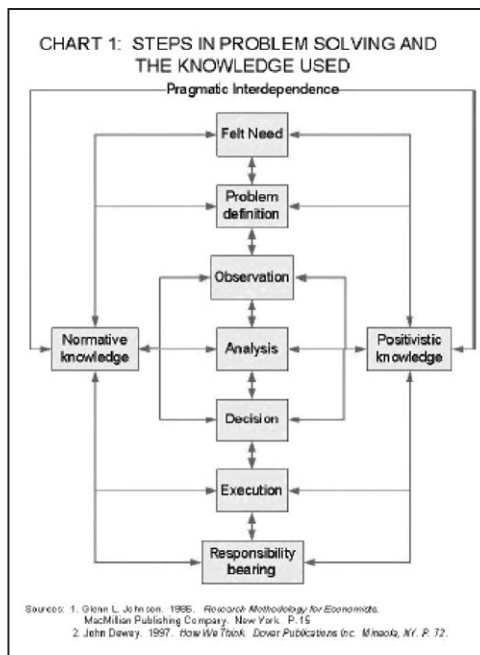 CHART 1: STEPS IN PROBLEM SOLVING AND
THE KNOWLEDGE USED
Pragmatic Interdependence
Felt Need
Problem
definition
Observation
Normative
knowledge
Analysis
Positivistic
knowledge
Decision
Execution
Responsibility
bearing
Sources: 1. Glenn L. Johnson. 1986. Research Methodology for Economists.
MacMillian Publishing Company. New York. P.15
2. John Dewey. 1997. How We Think. Dover Publications Inc. Mineola, NY. P. 72.